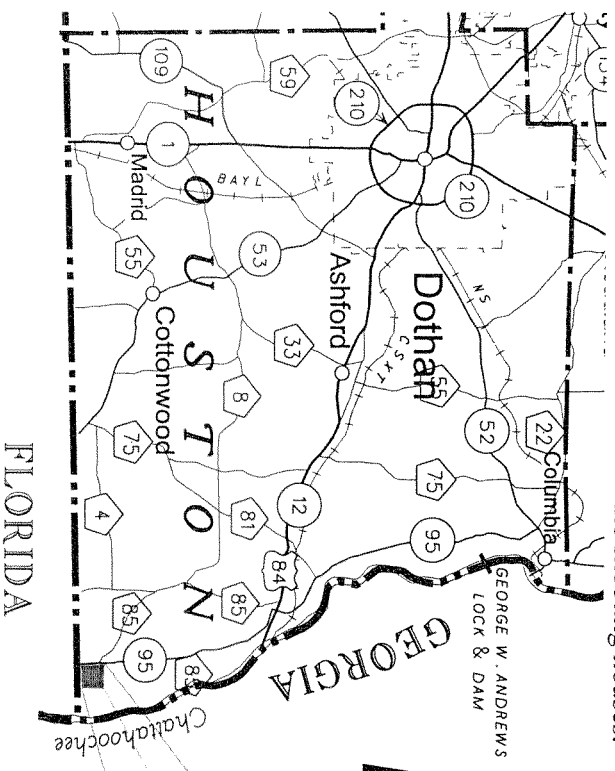 109
59
210
HOUSTON
1
Madrid
BAYL
210
55
53
Cottonwood
Ashford
Dothan
NS
CSXT
33
8
55
52
22
Columbia
75
75
12
81
4
84
95
85
85
95
GEORGE W. ANDREWS
LOCK & DAM
GEORGIA
FLORIDA
Chattahoochee